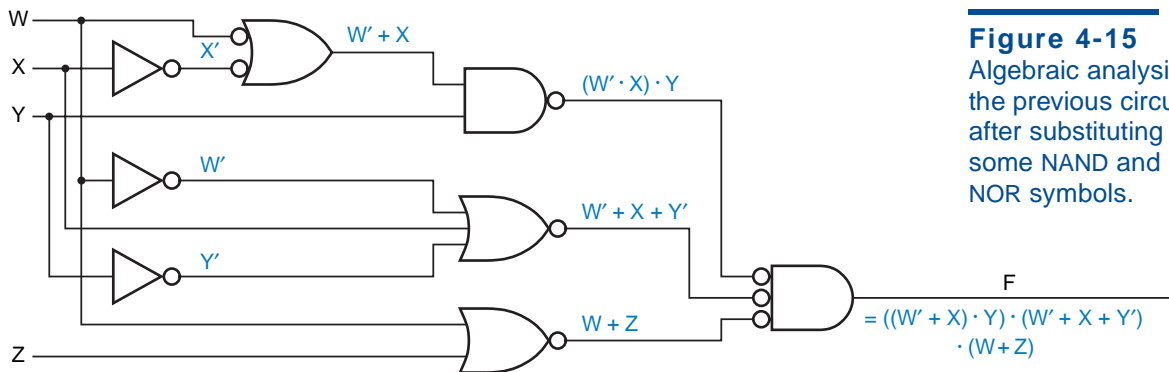 W
X
Y
Z
X′
W′ + X
(W′ · X) · Y
W′
W′ + X + Y′
Y′
W + Z
F
= ((W′ + X) · Y) · (W′ + X + Y′)
· (W + Z)
Figure 4-15
Algebraic analysi
the previous circu
after substituting
some NAND and
NOR symbols.